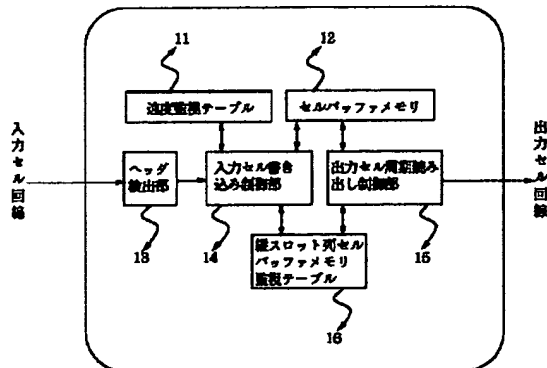 11
12
速度監視テーブル
セルバッファメモリ
入力セル回線
出力セル回線
ヘッダ
検出部
入力セル書き
込み制御部
出力セル
出し制御部
13
14
15
縦スロット列セル
バッファメモリ
監視テーブル
16